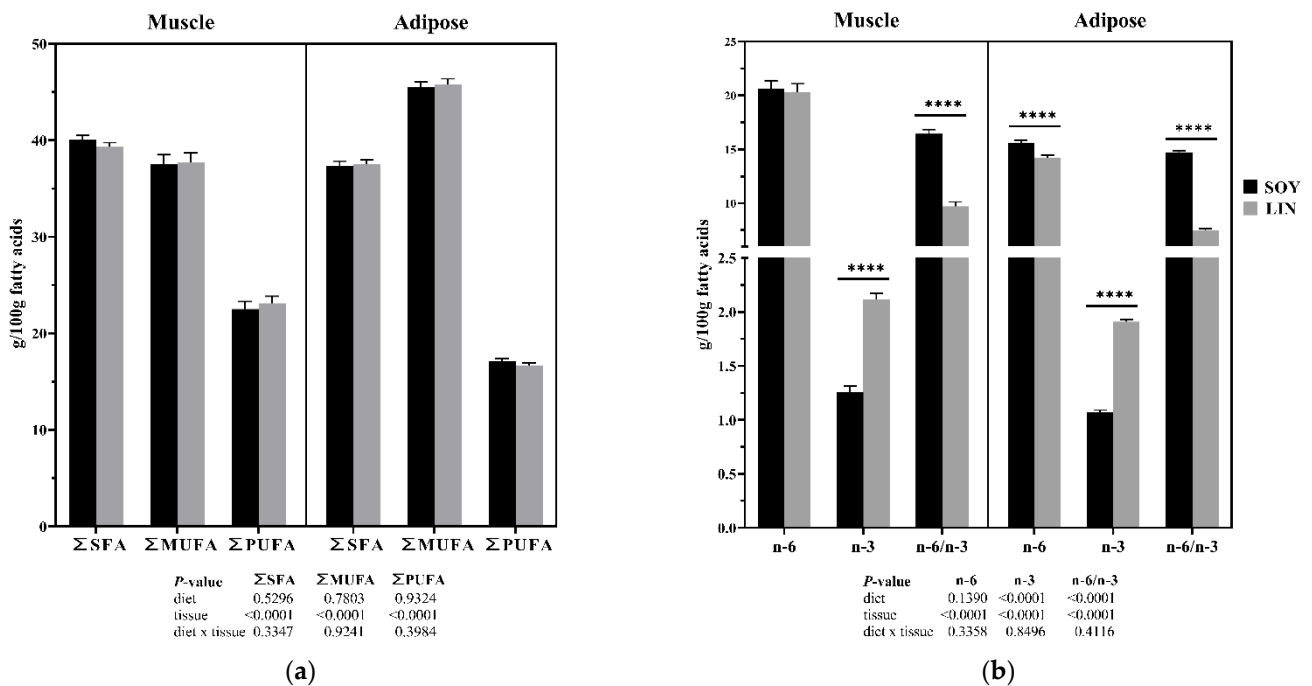 Muscle
Adipose
g/100g fatty acids
50
40
30
20
10
0
ΣSFA ΣMUFA ΣPUFA ΣSFA ΣMUFA ΣPUFA
P-value ΣSFA ΣMUFA ΣPUFA
diet 0.5296 0.7803 0.9324
tissue <0.0001 <0.0001 <0.0001
diet x tissue 0.3347 0.9241 0.3984
(a)
Muscle
Adipose
g/100g fatty acids
25
20
15
10
2.5
2.0
1.5
1.0
0.5
0.0
****
****
****
****
****
SOY
LIN
n-6 n-3 n-6/n-3 n-6 n-3 n-6/n-3
P-value n-6 n-3 n-6/n-3
diet 0.1390 <0.0001 <0.0001
tissue <0.0001 <0.0001 <0.0001
diet x tissue 0.3358 0.8496 0.4116
(b)